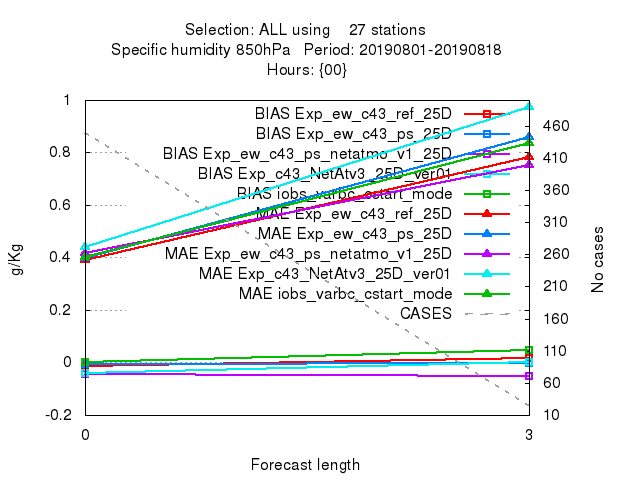 Selection: ALL using 27 stations
Specific humidity 850hPa Period: 20190801-20190818
Hours: {00}
1
0.8
0.6
0.4
0.2
0
-0.2
g/Kg
BIAS Exp_ew_c43_ref_25D
BIAS Exp_ew_c43_ps_25D
BIAS Exp_ew_c43_ps_netatmo_v1_25D
BIAS Exp_c43_NetAtv3_25D_ver01
BIAS iobs_varbc_cstart_mode
MAE Exp_ew_c43_ref_25D
MAE Exp_ew_c43_ps_25D
MAE Exp_ew_c43_ps_netatmo_v1_25D
MAE Exp_c43_NetAtv3_25D_ver01
MAE iobs_varbc_cstart_mode
CASES
460
410
360
310
260
210
160
110
60
10
No cases
0 3
Forecast length